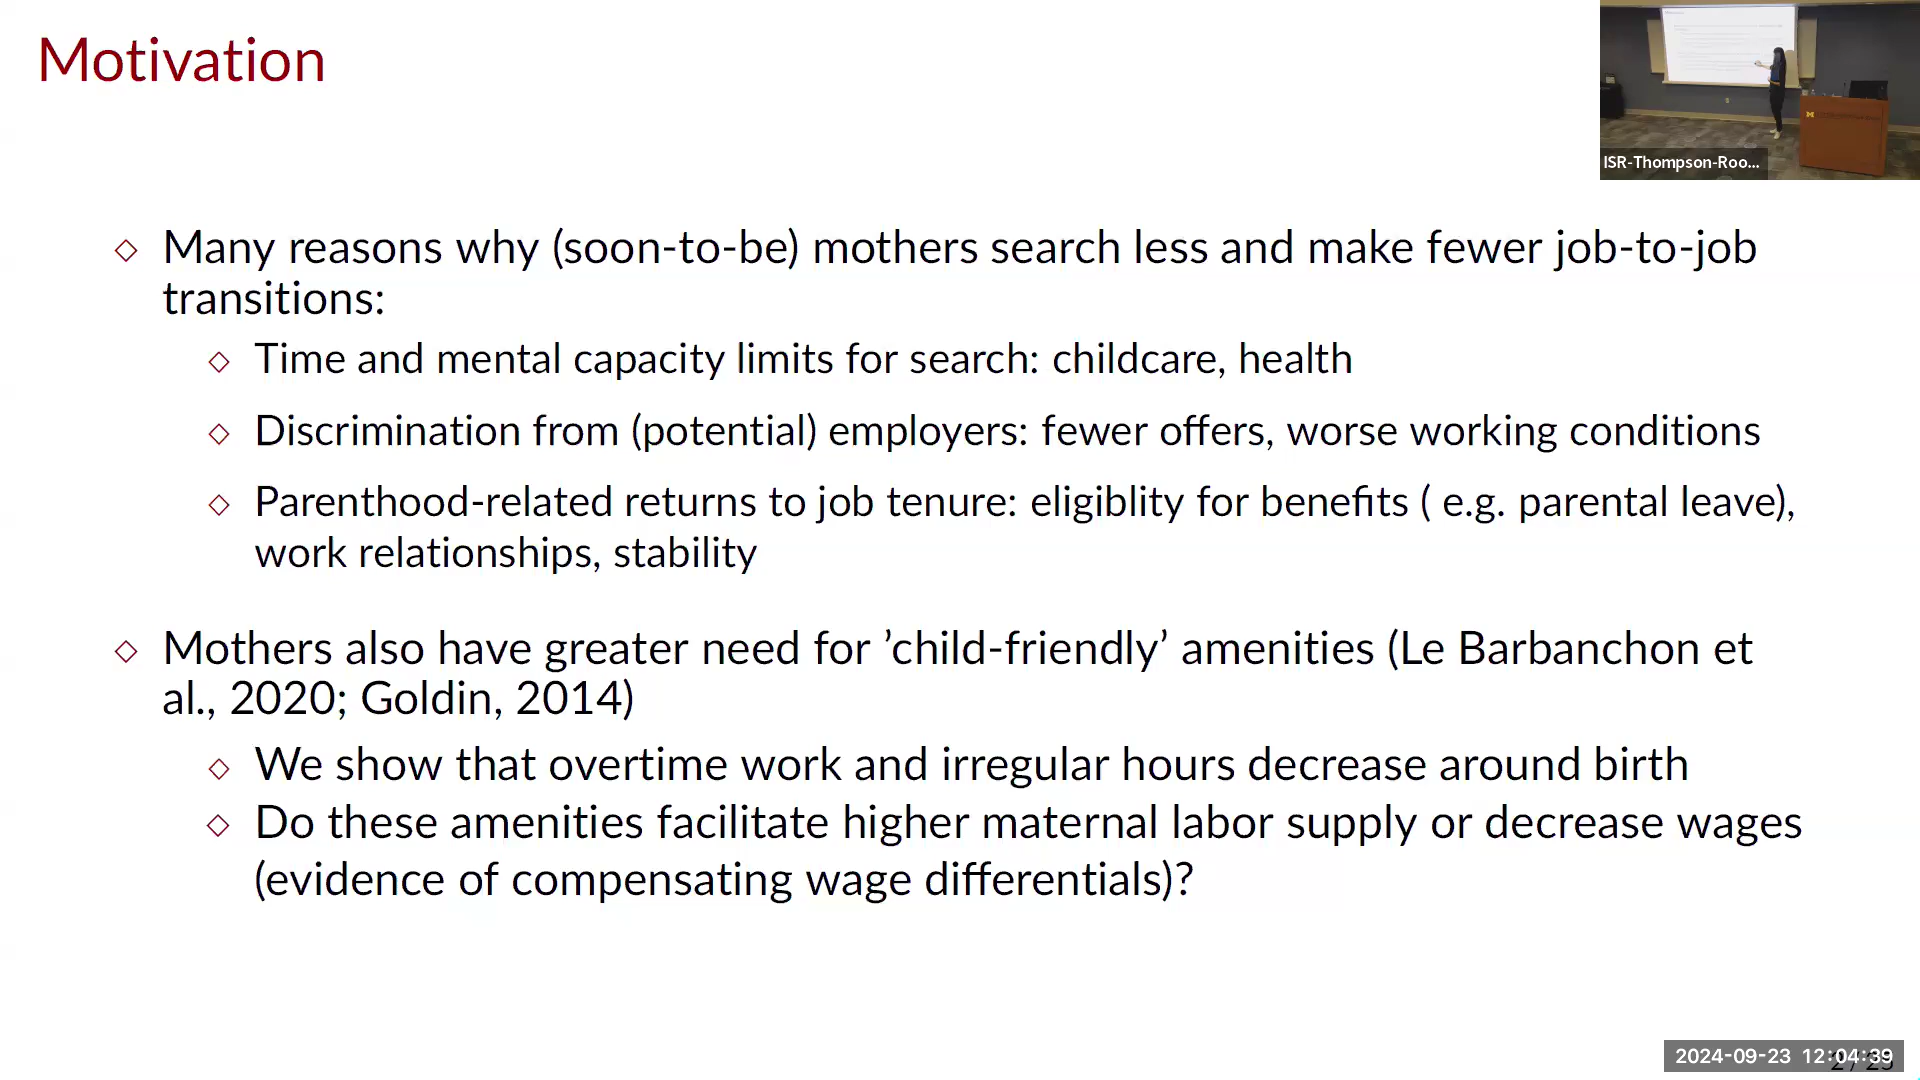 Motivation
ISR-Thompson-Roo...
◇ Many reasons why (soon-to-be) mothers search less and make fewer job-to-job
transitions:
◇ Time and mental capacity limits for search: childcare, health
◇ Discrimination from (potential) employers: fewer offers, worse working conditions
◇ Parenthood-related returns to job tenure: eligiblity for benefits ( e.g. parental leave),
work relationships, stability
◇ Mothers also have greater need for ’child-friendly’ amenities (Le Barbanchon et
al., 2020; Goldin, 2014)
◇ We show that overtime work and irregular hours decrease around birth
◇ Do these amenities facilitate higher maternal labor supply or decrease wages
(evidence of compensating wage differentials)?
2024-09-23 12:04:39